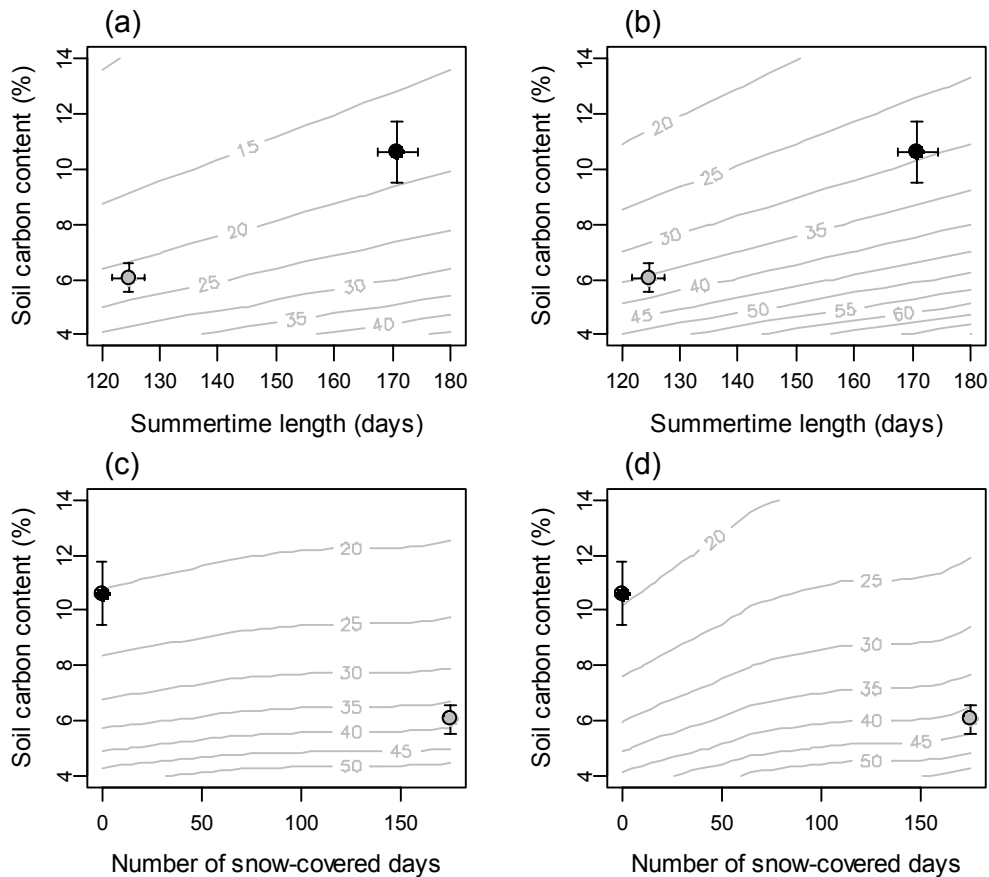 (a)
Soil carbon content (%)
4 6 8 10 12 14
15
20
25
30
35
40
120 130 140 150 160 170 180
Summertime length (days)
(b)
Soil carbon content (%)
4 6 8 10 12 14
20
25
30
35
40
45
50
55
60
120 130 140 150 160 170 180
Summertime length (days)
(c)
Soil carbon content (%)
4 6 8 10 12 14
20
25
30
35
40
45
50
0 50 100 150
Number of snow-covered days
(d)
Soil carbon content (%)
4 6 8 10 12 14
20
25
30
35
40
45
50
0 50 100 150
Number of snow-covered days